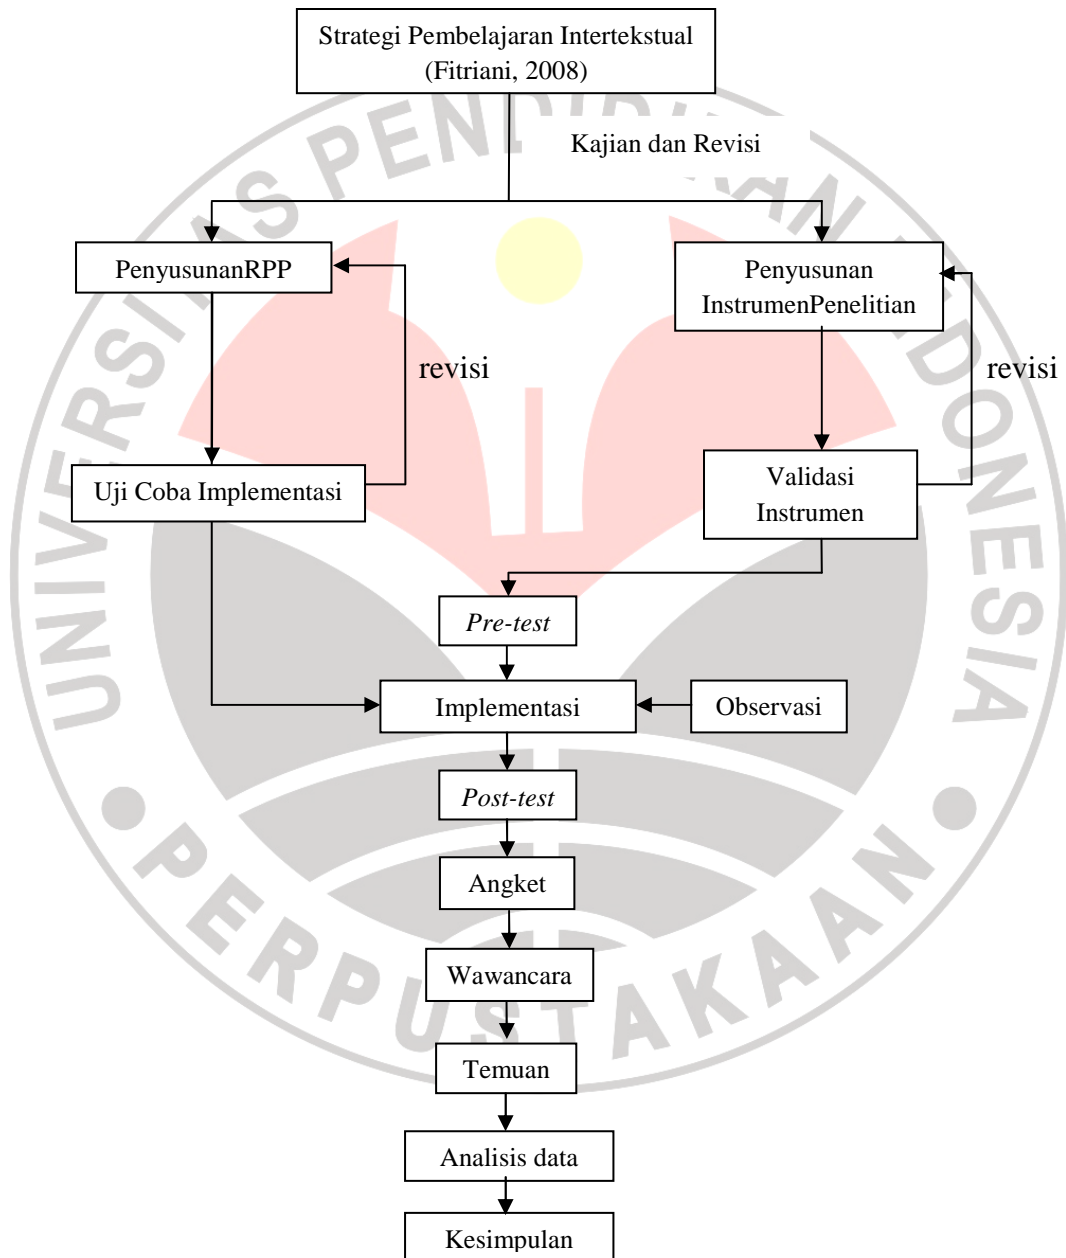 Strategi Pembelajaran Intertekstual
(Fitriani, 2008)
Kajian dan Revisi
PenyusunanRPP
Penyusunan
InstrumenPenelitian
revisi
revisi
Uji Coba Implementasi
Validasi
Instrumen
Pre-test
Implementasi
Observasi
Post-test
Angket
Wawancara
Temuan
Analisis data
Kesimpulan
UNIVERSITAS PENDIDIKAN INDONESIA
PERPUSTAKAAN